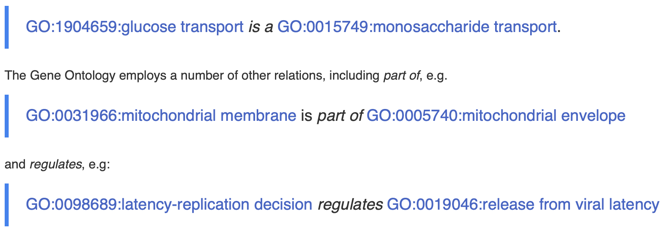 GO:1904659:glucose transport is a GO:0015749:monosaccharide transport.
The Gene Ontology employs a number of other relations, including part of, e.g.
GO:0031966:mitochondrial membrane is part of GO:0005740:mitochondrial envelope
and regulates, e.g:
GO:0098689:latency-replication decision regulates GO:0019046:release from viral latency